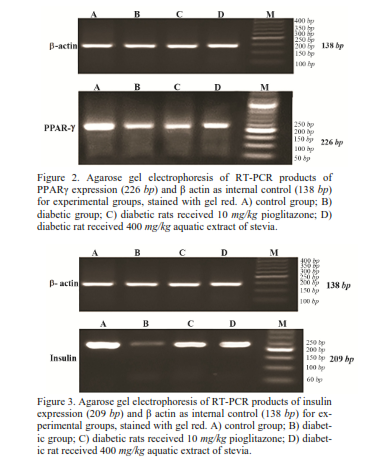 A B C D M
400 bp
350 bp
300 bp
250 bp
β-actin 200 bp 138 bp
150 bp
100 bp
A B C D M
PPAR-γ 250 bp
200 bp
150 bp 226 bp
100 bp
50 bp
Figure 2. Agarose gel electrophoresis of RT-PCR products of
PPARγ expression (226 bp) and β actin as internal control (138 bp)
for experimental groups, stained with gel red. A) control group; B)
diabetic group; C) diabetic rats received 10 mg/kg pioglitazone; D)
diabetic rat received 400 mg/kg aquatic extract of stevia.
A B C D M
400 bp
350 bp
300 bp
250 bp
β- actin 200 bp 138 bp
150 bp
100 bp
A B C D M
250 bp
200 bp
Insulin 150 bp 209 bp
100 bp
60 bp
Figure 3. Agarose gel electrophoresis of RT-PCR products of insulin
expression (209 bp) and β actin as internal control (138 bp) for ex-
perimental groups, stained with gel red. A) control group; B) diabet-
ic group; C) diabetic rats received 10 mg/kg pioglitazone; D) diabet-
ic rat received 400 mg/kg aquatic extract of stevia.